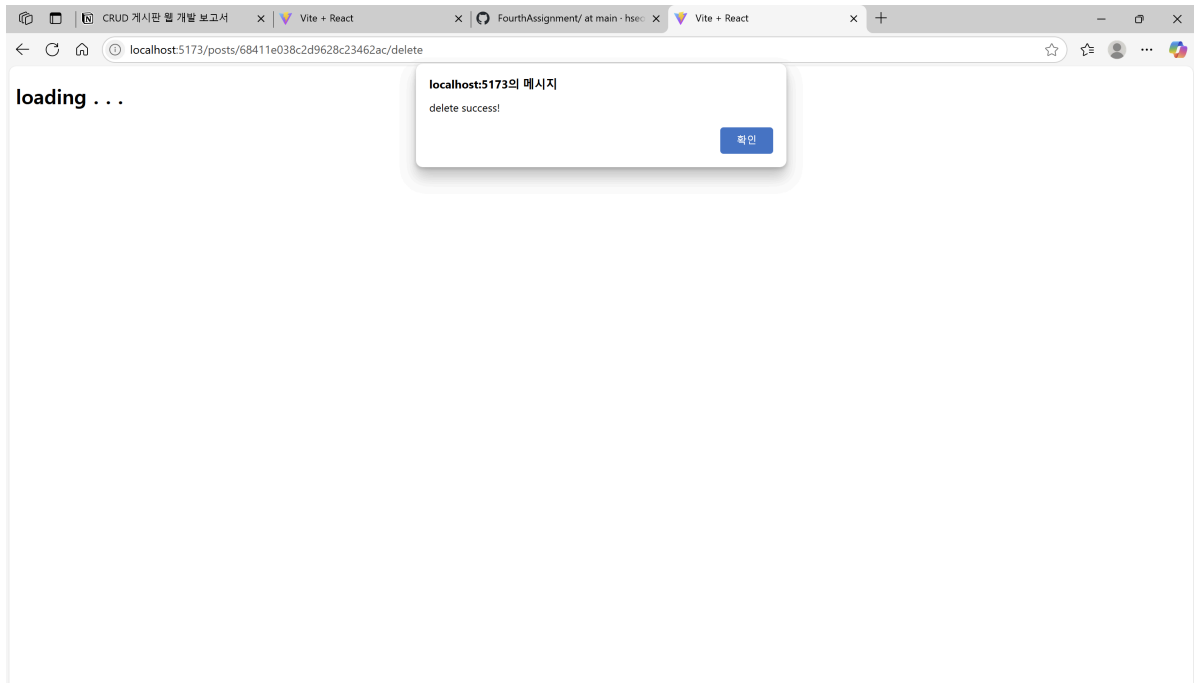 CRUD 게시판 웹 개발 보고서
Vite + React
FourthAssignment/ at main · hsec
Vite + React
localhost:5173/posts/68411e038c2d9628c23462ac/delete
localhost:5173의 메시지
delete success!
확인
loading . . .